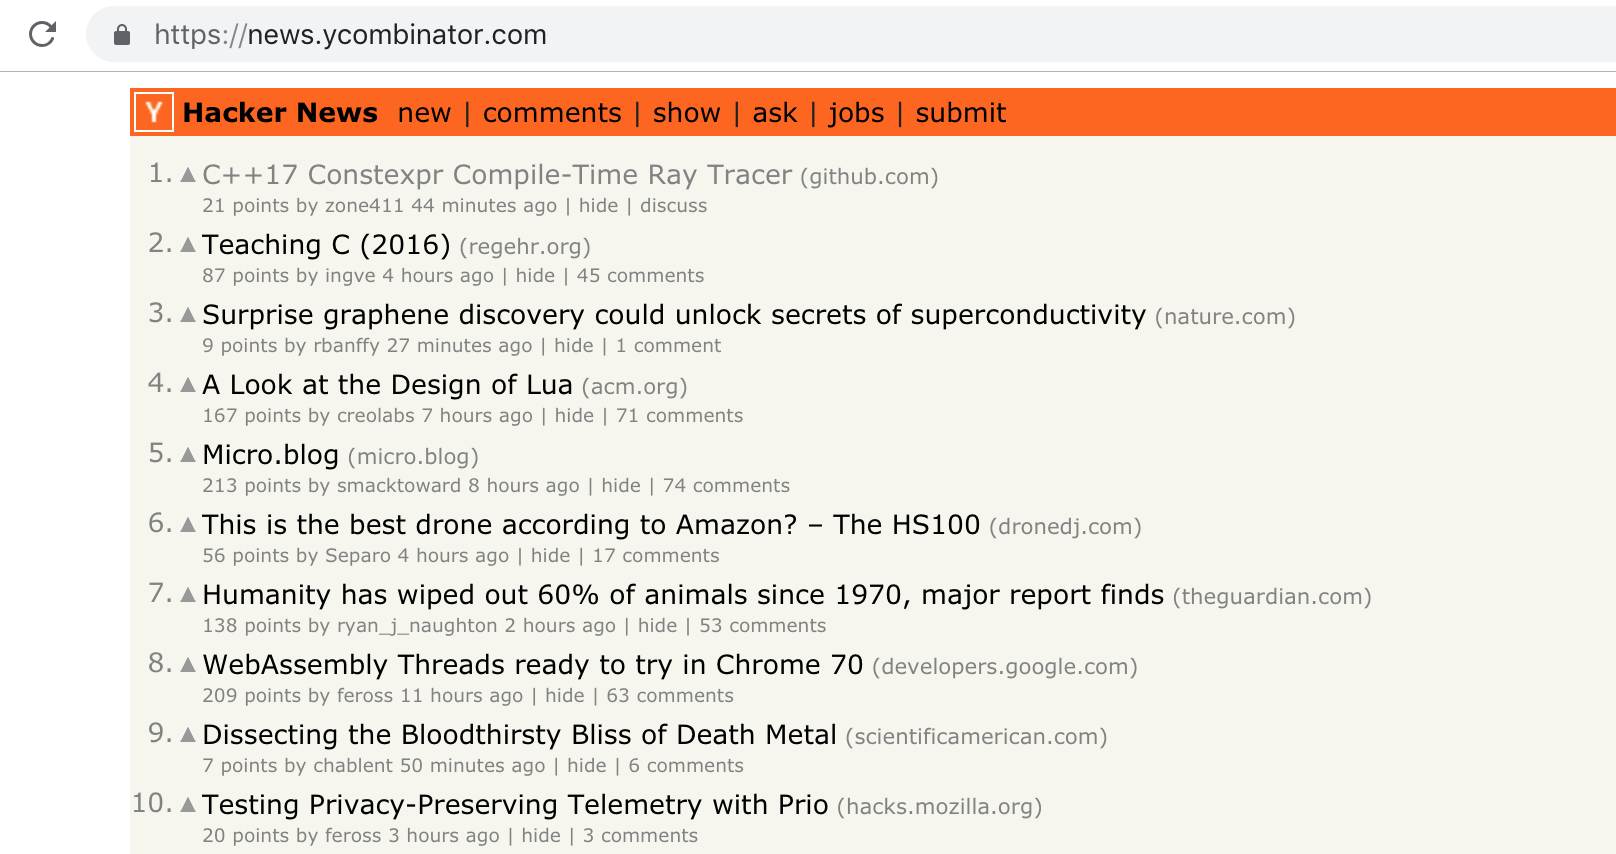 https://news.ycombinator.com
Y Hacker News new | comments | show | ask | jobs | submit
1. C++17 Constexpr Compile-Time Ray Tracer (github.com)
21 points by zone411 44 minutes ago | hide | discuss
2. Teaching C (2016) (regehr.org)
87 points by ingve 4 hours ago | hide | 45 comments
3. Surprise graphene discovery could unlock secrets of superconductivity (nature.com)
9 points by rbanffy 27 minutes ago | hide | 1 comment
4. A Look at the Design of Lua (acm.org)
167 points by creolabs 7 hours ago | hide | 71 comments
5. Micro.blog (micro.blog)
213 points by smacktoward 8 hours ago | hide | 74 comments
6. This is the best drone according to Amazon? – The HS100 (dronedj.com)
56 points by Separo 4 hours ago | hide | 17 comments
7. Humanity has wiped out 60% of animals since 1970, major report finds (theguardian.com)
138 points by ryan_j_naughton 2 hours ago | hide | 53 comments
8. WebAssembly Threads ready to try in Chrome 70 (developers.google.com)
209 points by feross 11 hours ago | hide | 63 comments
9. Dissecting the Bloodthirsty Bliss of Death Metal (scientificamerican.com)
7 points by chablent 50 minutes ago | hide | 6 comments
10. Testing Privacy-Preserving Telemetry with Prio (hacks.mozilla.org)
20 points by feross 3 hours ago | hide | 3 comments